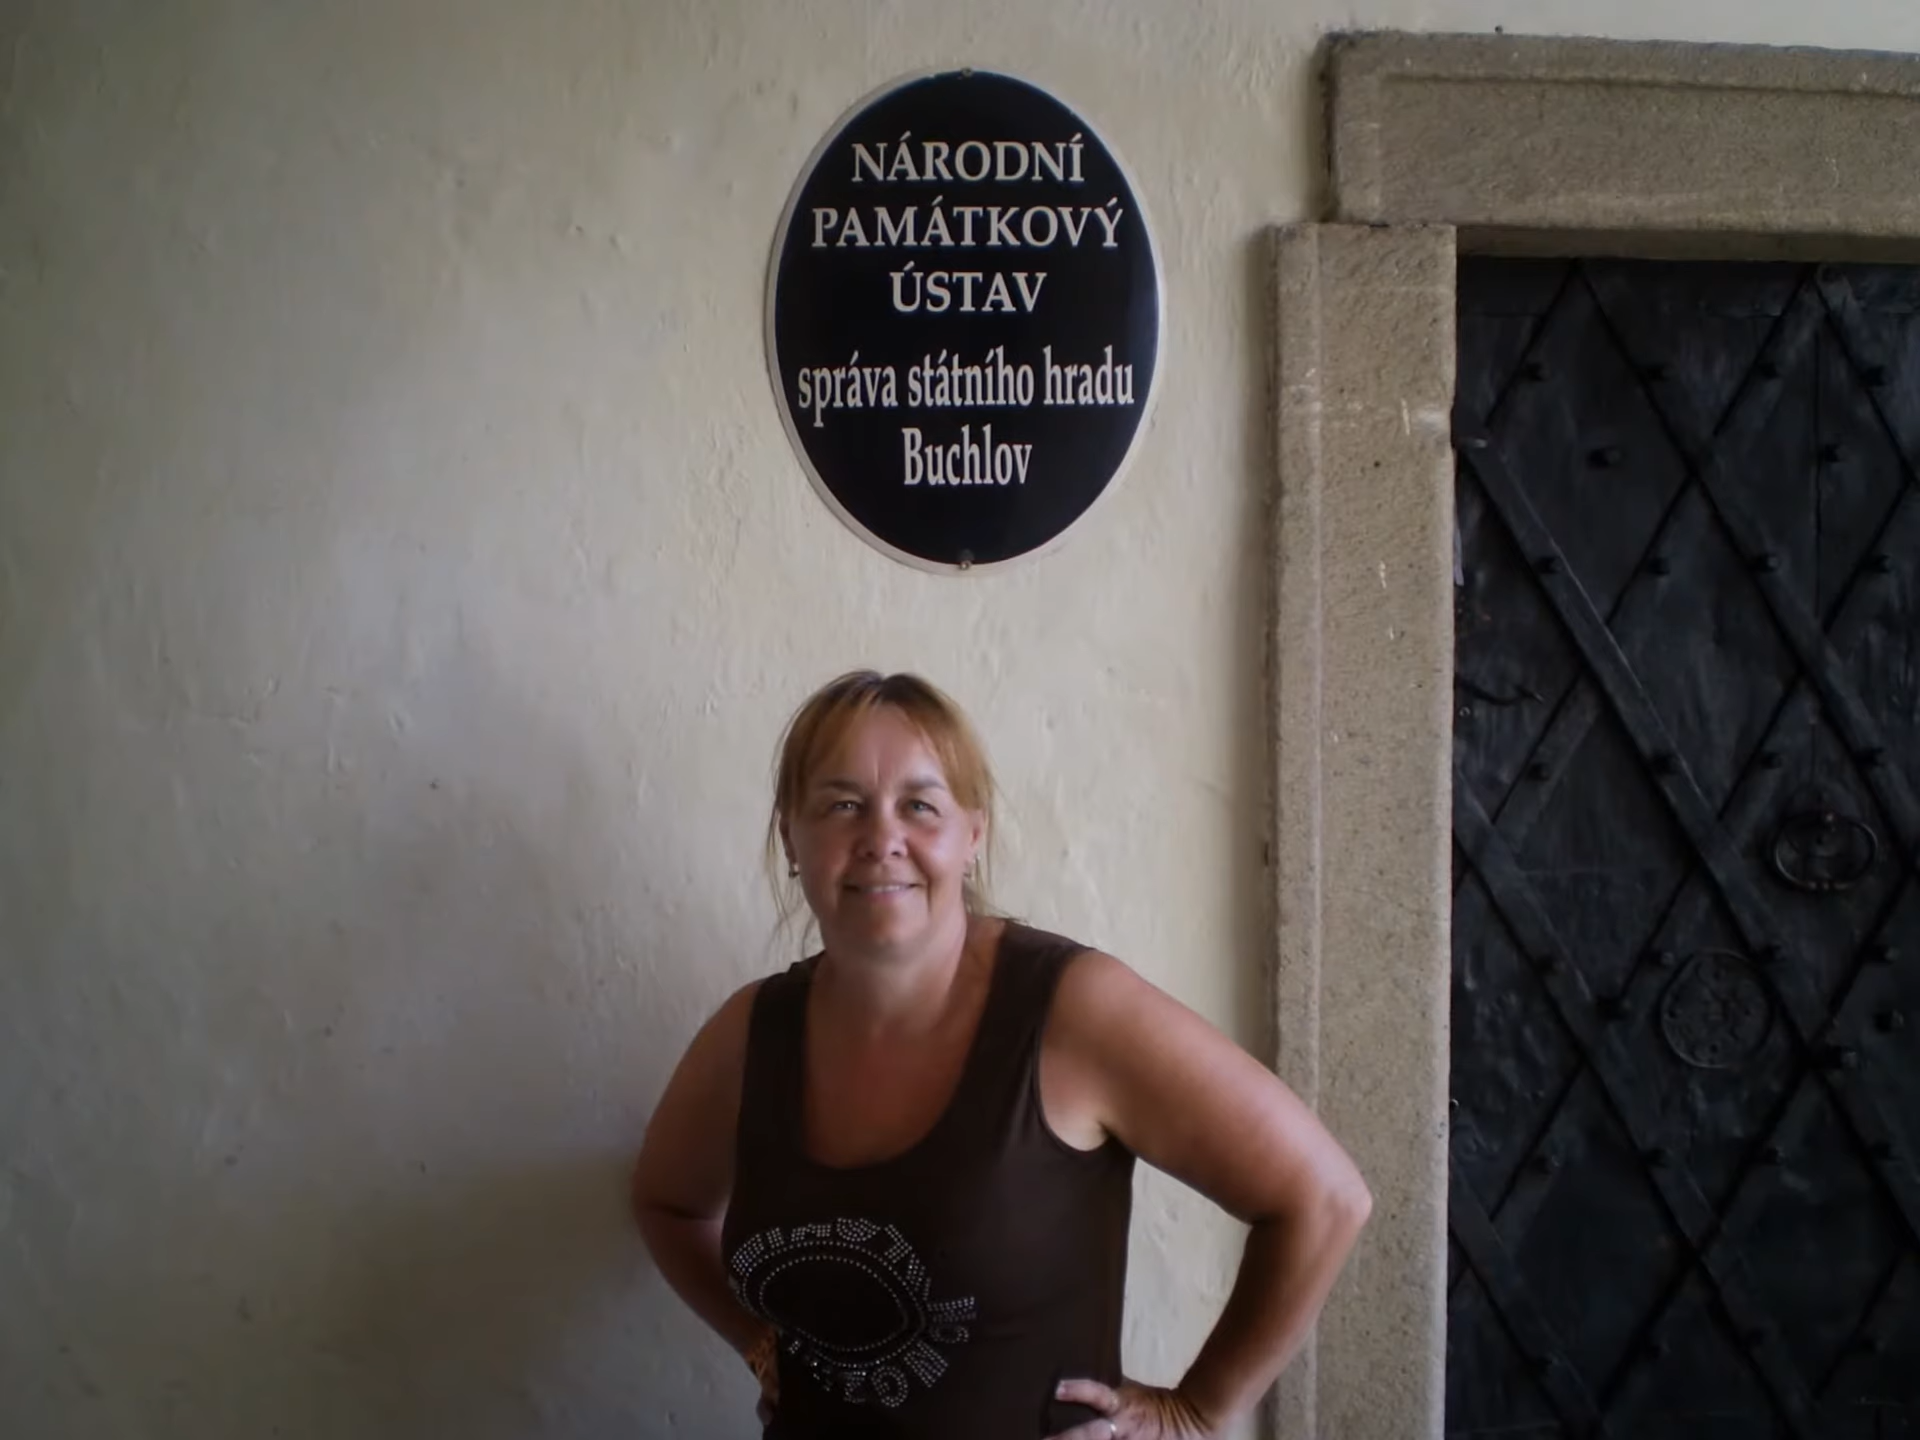 NÁRODNÍ
PAMÁTKOVÝ
ÚSTAV
správa státního hradu
Buchlov